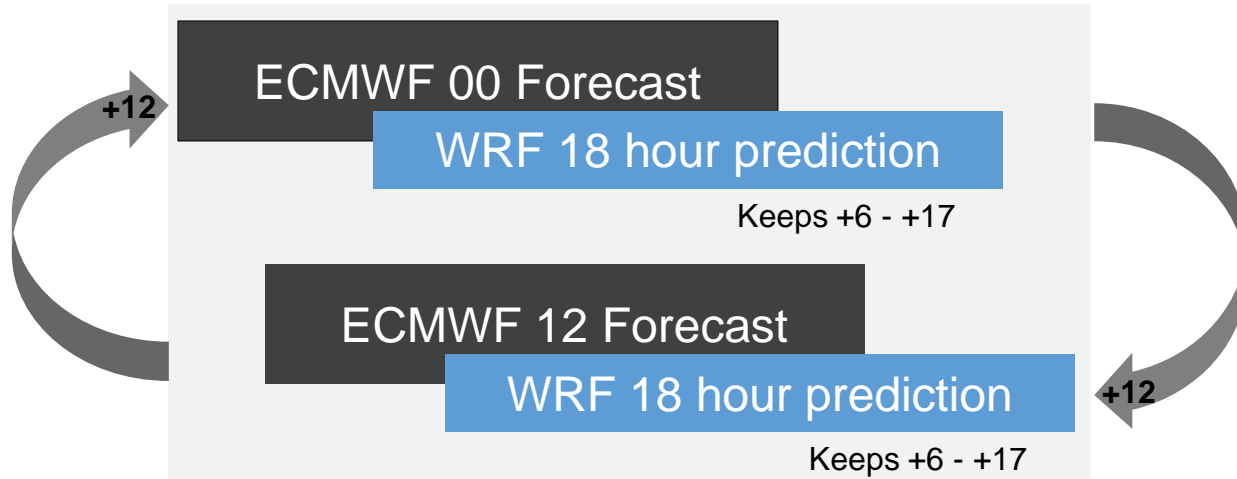 ECMWF 00 Forecast
+12
WRF 18 hour prediction
Keeps +6 - +17
ECMWF 12 Forecast
WRF 18 hour prediction
+12
Keeps +6 - +17